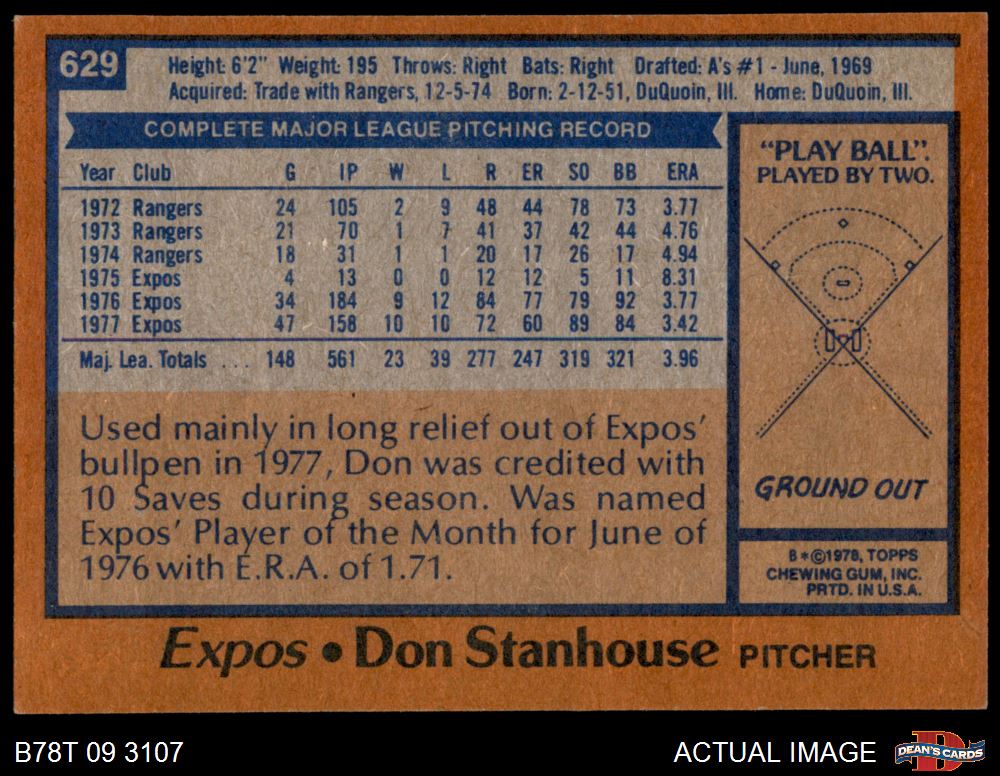 629
Height: 6'2" Weight: 195 Throws: Right Bats: Right Drafted: A's #1 - June, 1969
Acquired: Trade with Rangers, 12-5-74 Born: 2-12-51, DuQuoin, Ill. Home: DuQuoin, Ill.
COMPLETE MAJOR LEAGUE PITCHING RECORD
Year Club G IP W L R ER SO BB ERA
1972 Rangers 24 105 2 9 48 44 78 73 3.77
1973 Rangers 21 70 1 7 41 37 42 44 4.76
1974 Rangers 18 31 1 1 20 17 26 17 4.94
1975 Expos 4 13 0 0 12 12 5 11 8.31
1976 Expos 34 184 9 12 84 77 79 92 3.77
1977 Expos 47 158 10 10 72 60 89 84 3.42
Maj. Lea. Totals ... 148 561 23 39 277 247 319 321 3.96
Used mainly in long relief out of Expos'
bullpen in 1977, Don was credited with
10 Saves during season. Was named
Expos' Player of the Month for June of
1976 with E.R.A. of 1.71.
"PLAY BALL".
PLAYED BY TWO.
GROUND OUT
B*©1978, TOPPS
CHEWING GUM, INC.
PRTD. IN U.S.A.
Expos • Don Stanhouse PITCHER
B78T 09 3107
ACTUAL IMAGE
DEAN'S CARDS